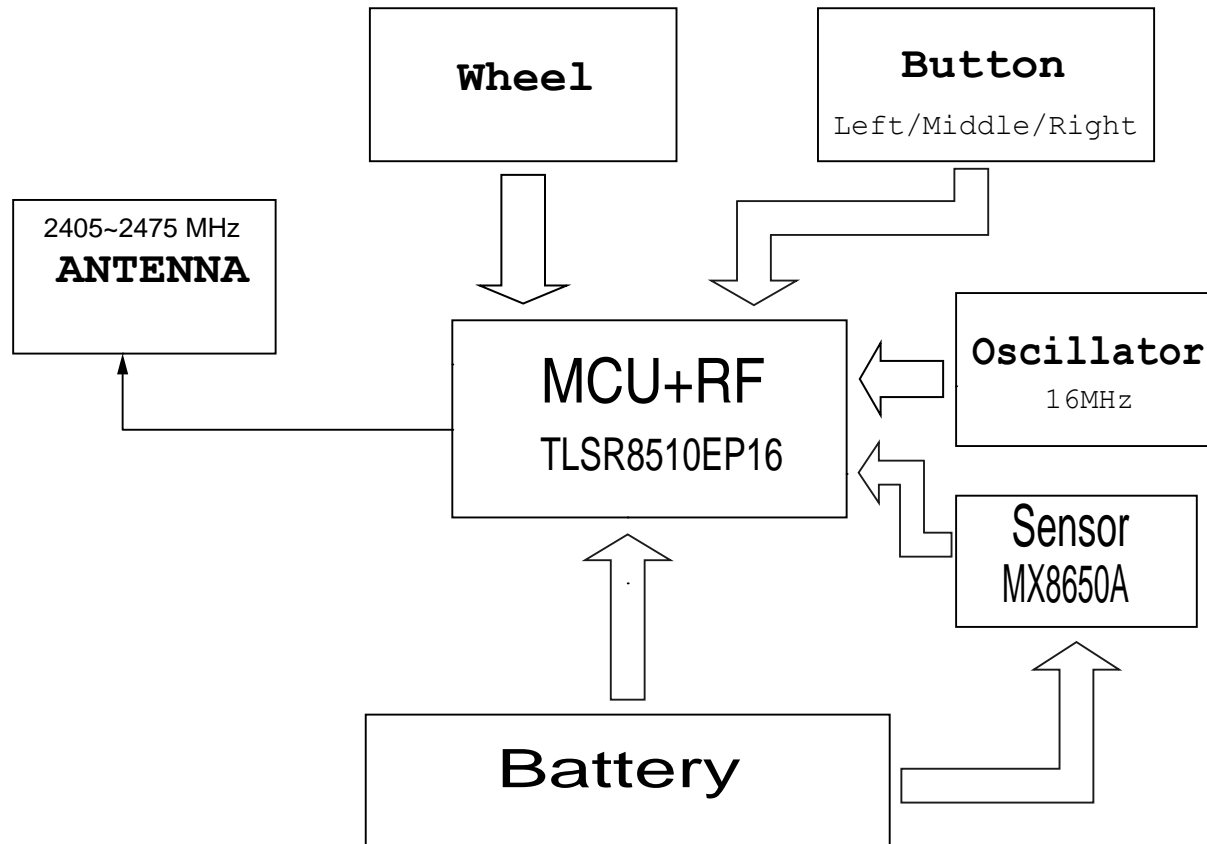 Wheel
Button
Left/Middle/Right
2405~2475 MHz
ANTENNA
MCU+RF
TLSR8510EP16
Oscillator
16MHz
Sensor
MX8650A
Battery